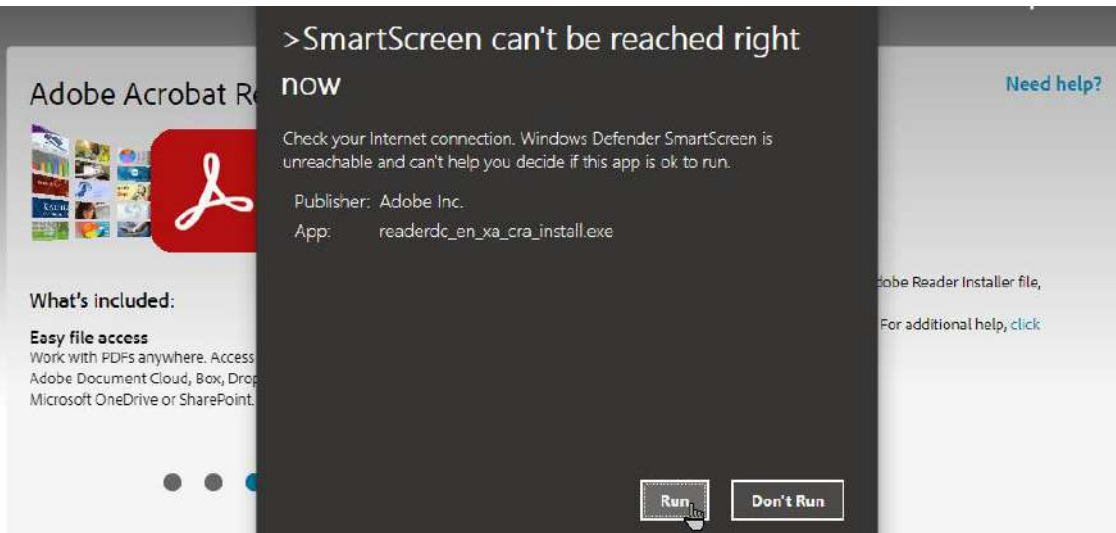 >SmartScreen can't be reached right
now
Adobe Acrobat Re
Need help?
Check your Internet connection. Windows Defender SmartScreen is
unreachable and can't help you decide if this app is ok to run.
Publisher: Adobe Inc.
App: readerdc_en_xa_cra_install.exe
What's included:
Easy file access
Work with PDFs anywhere. Access
Adobe Document Cloud, Box, Drop
Microsoft OneDrive or SharePoint.
dobe Reader Installer file,
For additional help, click
Run
Don't Run